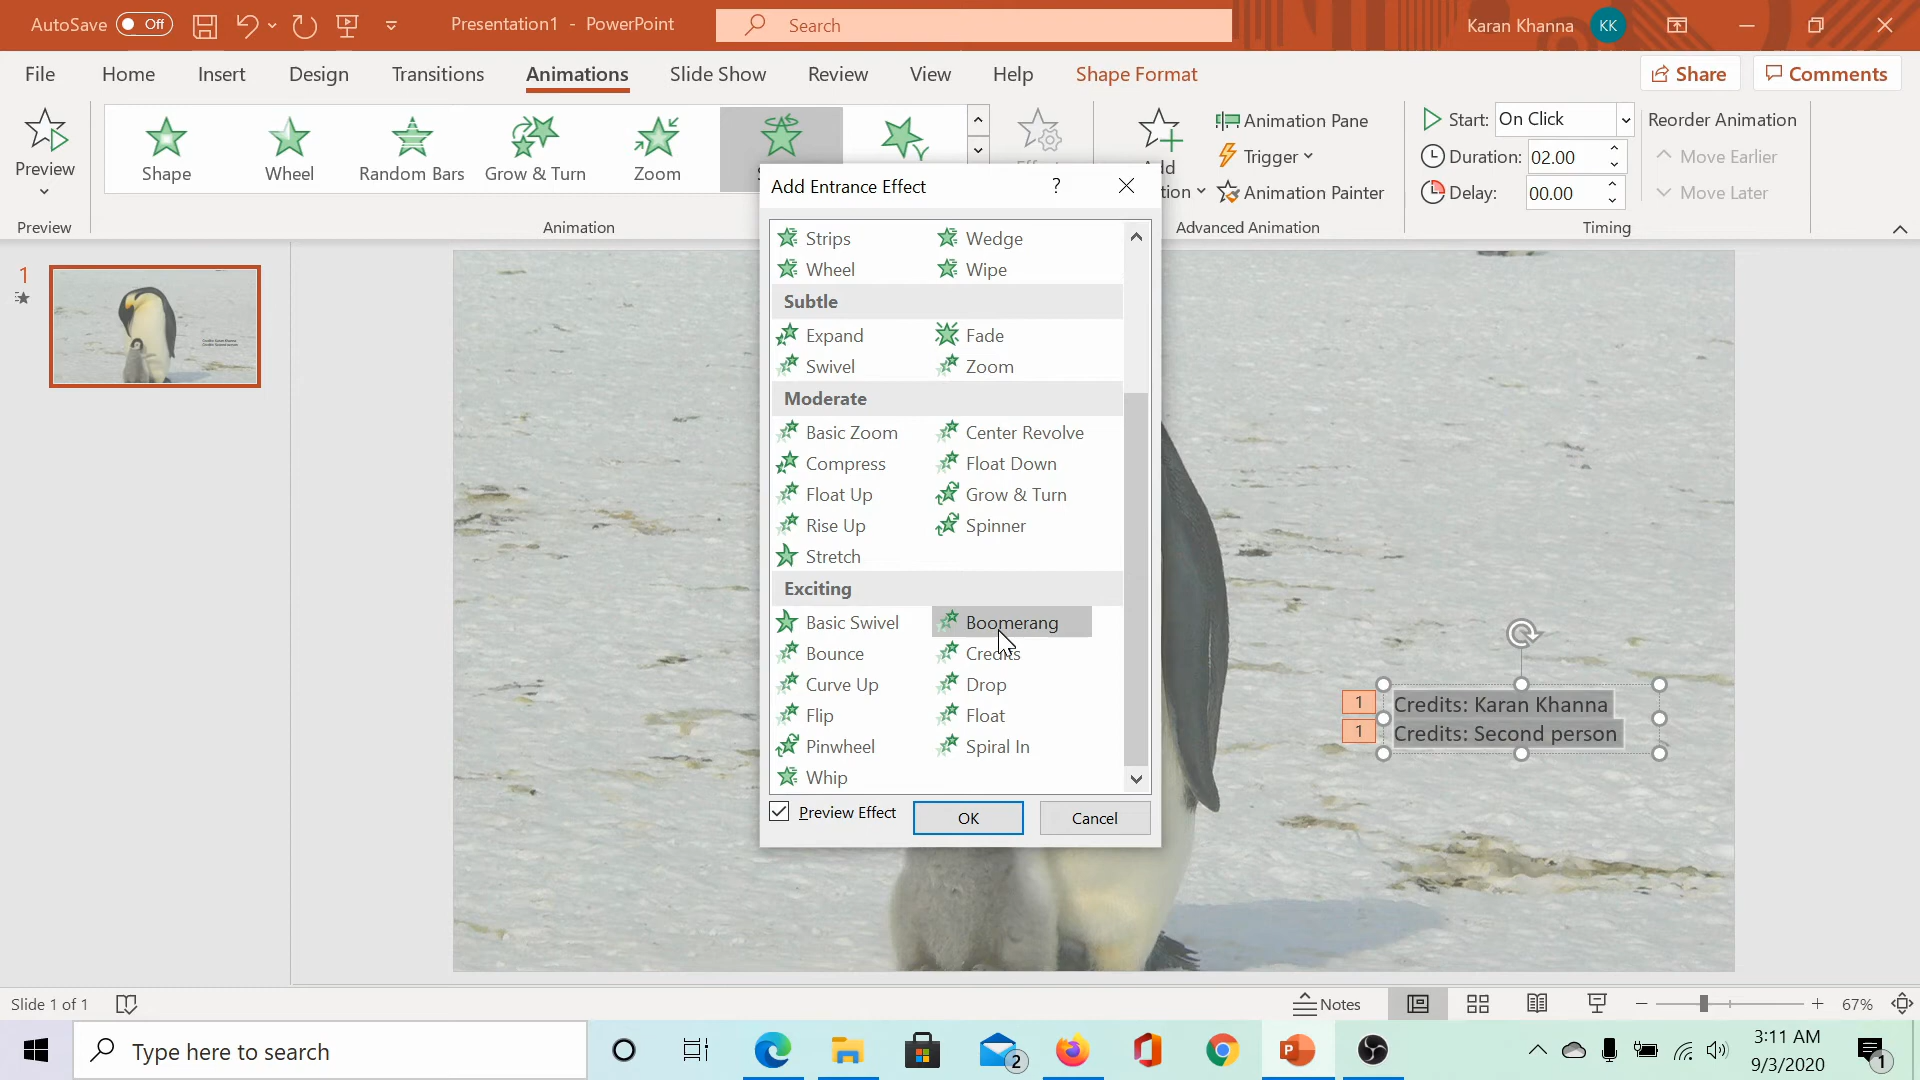 AutoSave Off Presentation1 - PowerPoint Search Karan Khanna KK
File Home Insert Design Transitions Animations Slide Show Review View Help Shape Format Share Comments
Preview
Preview
Shape Wheel Random Bars Grow & Turn Zoom
Animation
Animation Pane
Trigger
Animation Painter
Advanced Animation
Start: On Click
Duration: 02.00
Delay: 00.00
Timing
Reorder Animation
Move Earlier
Move Later
1
Add Entrance Effect ? 
Strips Wedge
Wheel Wipe
Subtle
Expand Fade
Swivel Zoom
Moderate
Basic Zoom Center Revolve
Compress Float Down
Float Up Grow & Turn
Rise Up Spinner
Stretch
Exciting
Basic Swivel Boomerang
Bounce Credits
Curve Up Drop
Flip Float
Pinwheel Spiral In
Whip
Preview Effect OK Cancel
1 Credits: Karan Khanna
1 Credits: Second person
Slide 1 of 1 Notes 67%
Type here to search 2 P 3:11 AM
9/3/2020 1